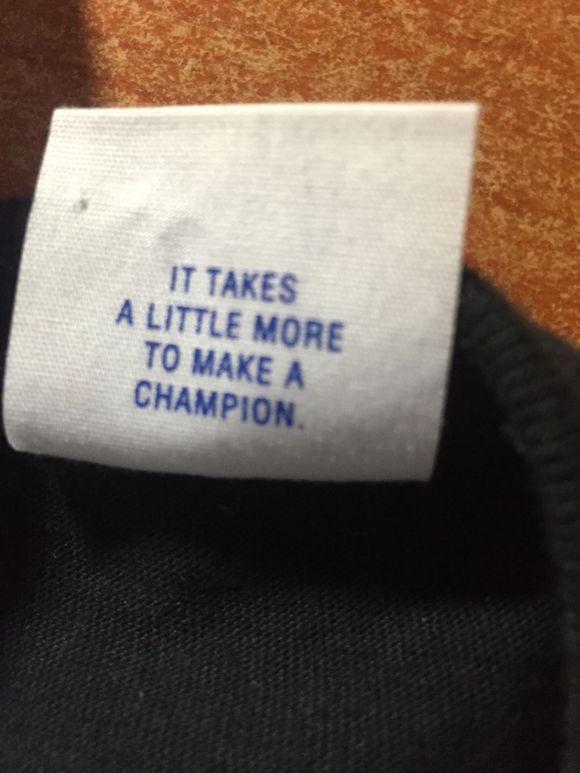 IT TAKES
A LITTLE MORE
TO MAKE A
CHAMPION.